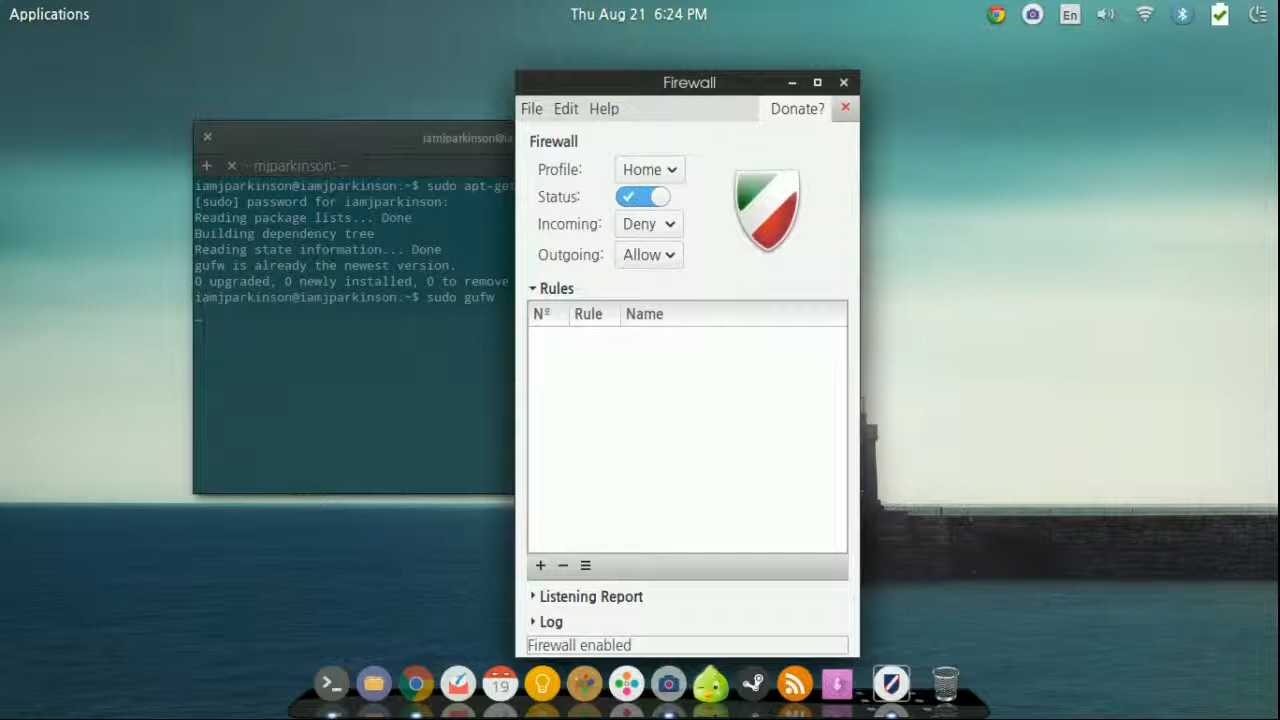 Applications
Thu Aug 21 6:24 PM
En
Firewall
File Edit Help
Donate?
Firewall
Profile: Home
Status:
Incoming: Deny
Outgoing: Allow
Rules
Nº Rule Name
Listening Report
Log
Firewall enabled
iamjparkinson@
mjparkinson: ~
iamjparkinson@iamjparkinson:~$ sudo apt-get
[sudo] password for iamjparkinson:
Reading package lists... Done
Building dependency tree
Reading state information... Done
gufw is already the newest version.
0 upgraded, 0 newly installed, 0 to remove
iamjparkinson@iamjparkinson:~$ sudo gufw
19